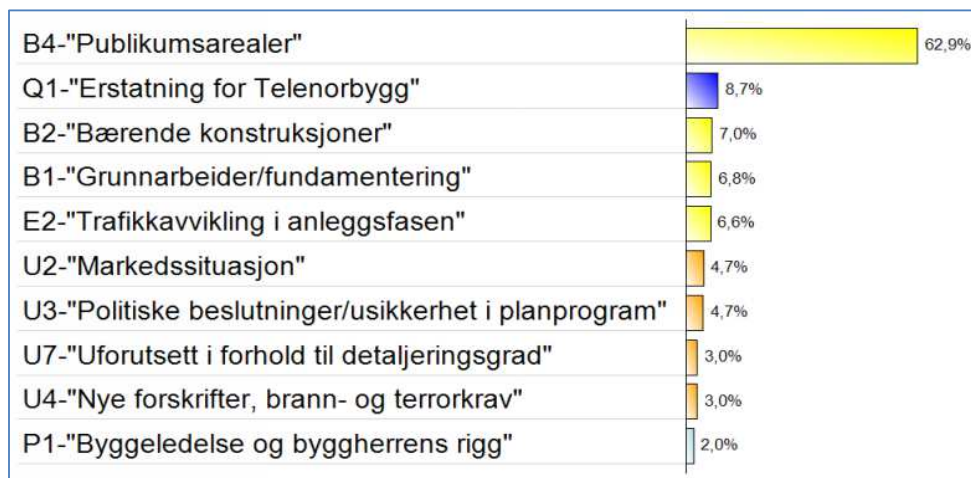 B4-"Publikumsarealer" 62,9%
Q1-"Erstatning for Telenorbygg" 8,7%
B2-"Bærende konstruksjoner" 7,0%
B1-"Grunnarbeider/fundamentering" 6,8%
E2-"Trafikkavvikling i anleggsfasen" 6,6%
U2-"Markedssituasjon" 4,7%
U3-"Politiske beslutninger/usikkerhet i planprogram" 4,7%
U7-"Uforutsett i forhold til detaljeringsgrad" 3,0%
U4-"Nye forskrifter, brann- og terrorkrav" 3,0%
P1-"Byggeledelse og byggherrens rigg" 2,0%